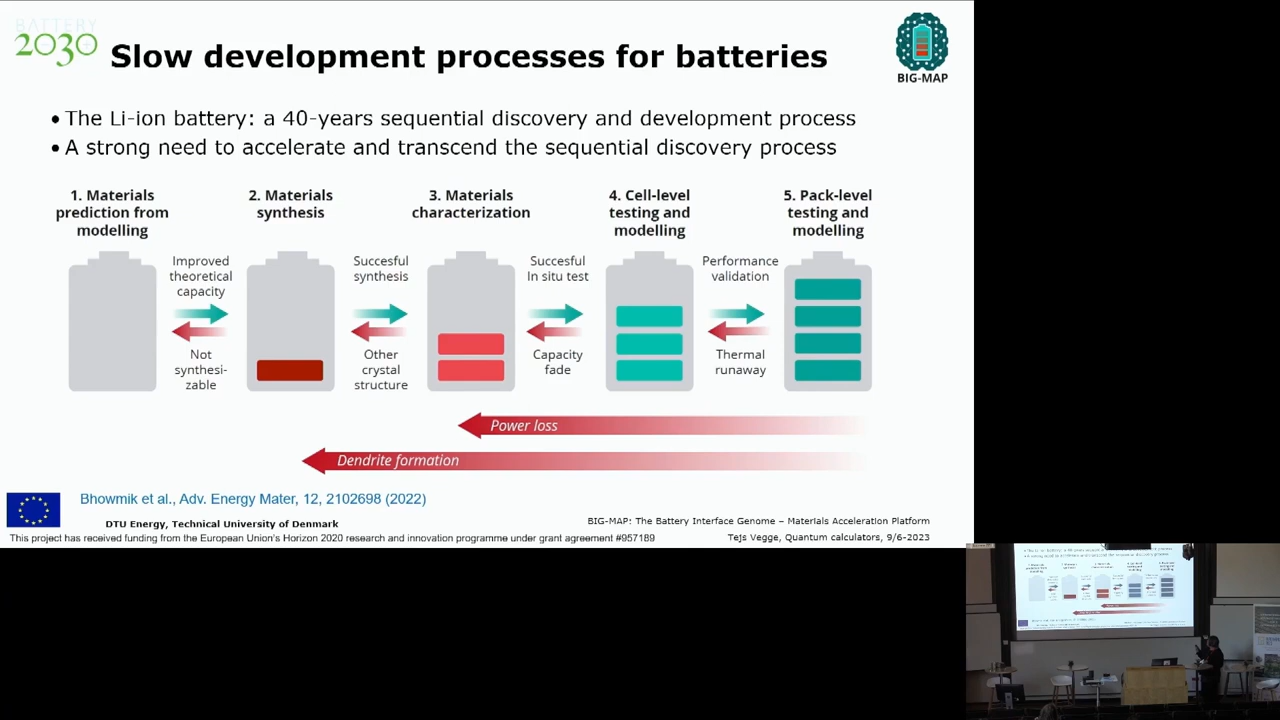 BATTERY
2030
Slow development processes for batteries
BIG-MAP
• The Li-ion battery: a 40-years sequential discovery and development process
• A strong need to accelerate and transcend the sequential discovery process
1. Materials
prediction from
modelling
2. Materials
synthesis
3. Materials
characterization
4. Cell-level
testing and
modelling
5. Pack-level
testing and
modelling
Improved
theoretical
capacity
Not
synthesi-
zable
Succesful
synthesis
Other
crystal
structure
Succesful
In situ test
Capacity
fade
Performance
validation
Thermal
runaway
Power loss
Dendrite formation
Bhowmik et al., Adv. Energy Mater, 12, 2102698 (2022)
DTU Energy, Technical University of Denmark
This project has received funding from the European Union's Horizon 2020 research and innovation programme under grant agreement #957189
BIG-MAP: The Battery Interface Genome – Materials Acceleration Platform
Tejs Vegge, Quantum calculators, 9/6-2023